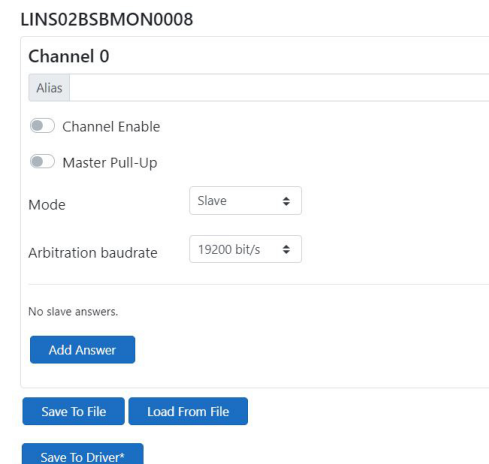 LINS02BSBMON0008
Channel 0
Alias
Channel Enable
Master Pull-Up
Mode Slave
Arbitration baudrate 19200 bit/s
No slave answers.
Add Answer
Save To File Load From File
Save To Driver*